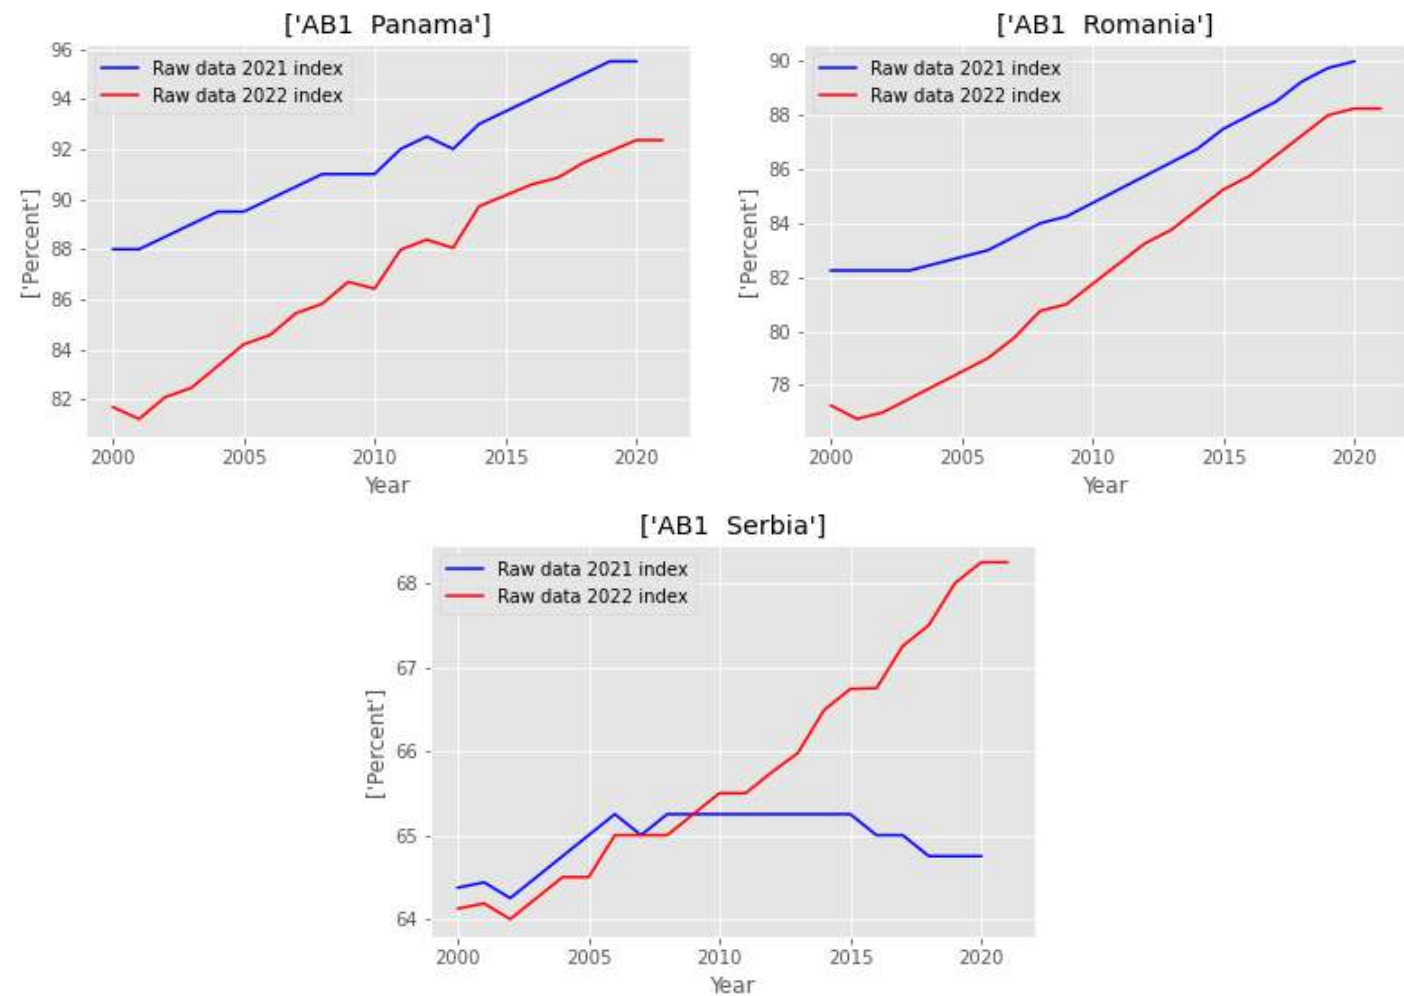 ['AB1  Panama']
Raw data 2021 index
Raw data 2022 index
96
94
92
90
88
86
84
82
['Percent']
2000 2005 2010 2015 2020
Year
['AB1  Romania']
Raw data 2021 index
Raw data 2022 index
90
88
86
84
82
80
78
['Percent']
2000 2005 2010 2015 2020
Year
['AB1  Serbia']
Raw data 2021 index
Raw data 2022 index
68
67
66
65
64
['Percent']
2000 2005 2010 2015 2020
Year